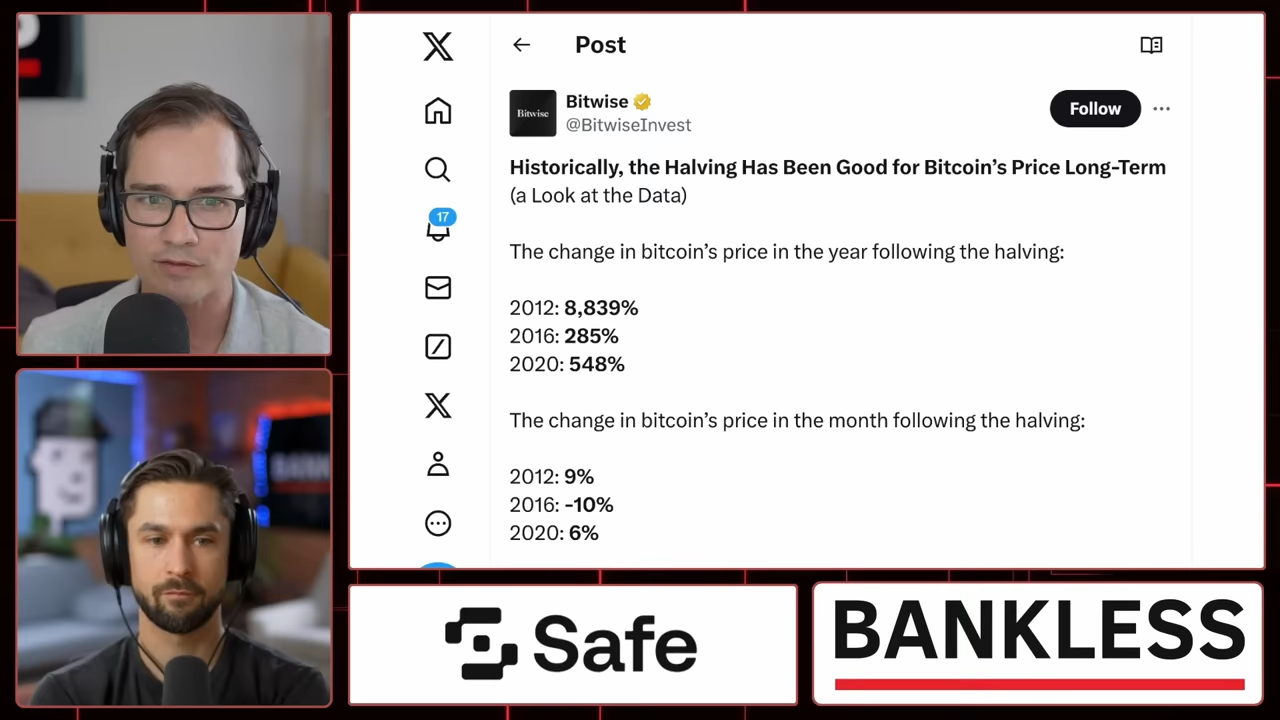 Post
Bitwise
Bitwise
@BitwiseInvest
Follow
Historically, the Halving Has Been Good for Bitcoin’s Price Long-Term
(a Look at the Data)
17
The change in bitcoin’s price in the year following the halving:
2012: 8,839%
2016: 285%
2020: 548%
The change in bitcoin’s price in the month following the halving:
2012: 9%
2016: -10%
2020: 6%
Safe
BANKLESS